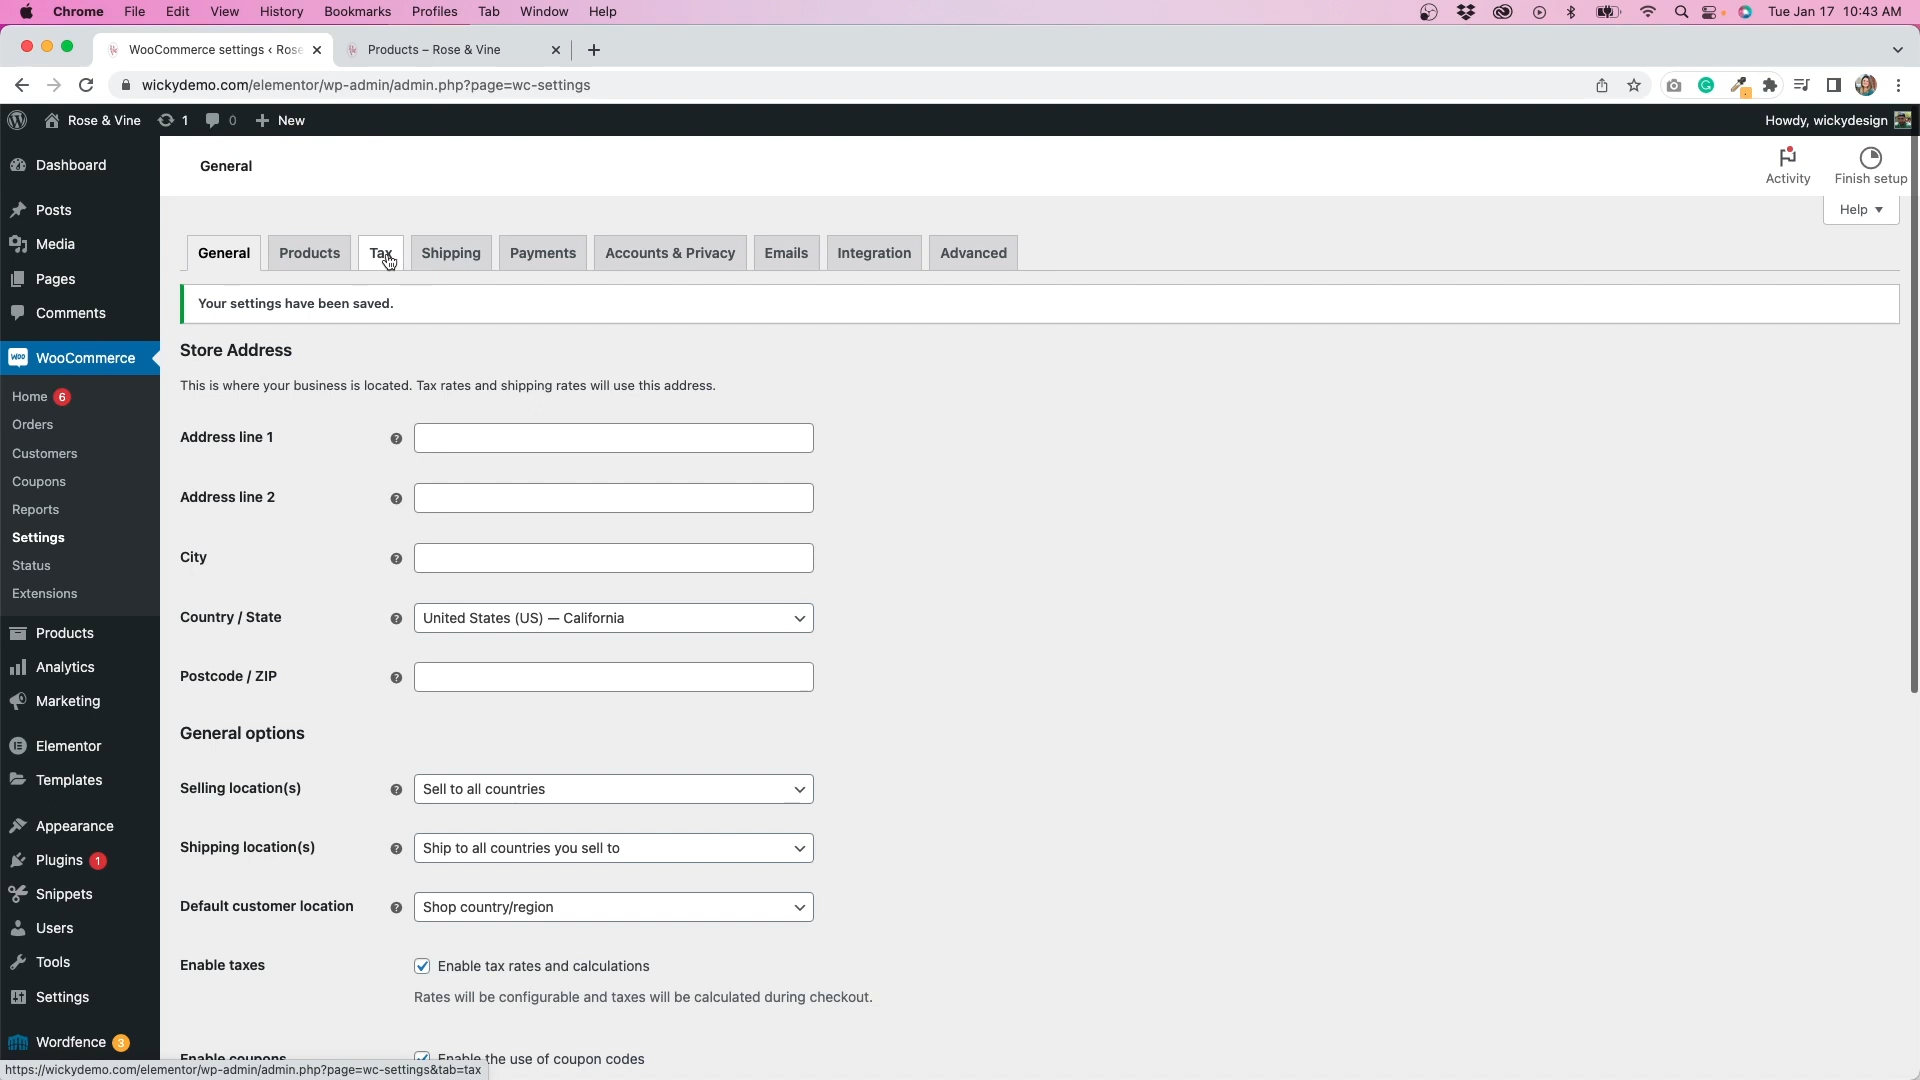 Chrome File Edit View History Bookmarks Profiles Tab Window Help Tue Jan 17 10:43 AM
WooCommerce settings ‹ Rose Products – Rose & Vine
wickydemo.com/elementor/wp-admin/admin.php?page=wc-settings
Rose & Vine 1 0 New Howdy, wickydesign
General
Activity
Finish setup
Help
General Products Tax Shipping Payments Accounts & Privacy Emails Integration Advanced
Your settings have been saved.
Store Address
This is where your business is located. Tax rates and shipping rates will use this address.
Address line 1
Address line 2
City
Country / State United States (US) — California
Postcode / ZIP
General options
Selling location(s) Sell to all countries
Shipping location(s) Ship to all countries you sell to
Default customer location Shop country/region
Enable taxes Enable tax rates and calculations
Rates will be configurable and taxes will be calculated during checkout.
Enable coupons Enable the use of coupon codes
Dashboard
Posts
Media
Pages
Comments
WooCommerce
Home 6
Orders
Customers
Coupons
Reports
Settings
Status
Extensions
Products
Analytics
Marketing
Elementor
Templates
Appearance
Plugins 1
Snippets
Users
Tools
Settings
Wordfence 3
https://wickydemo.com/elementor/wp-admin/admin.php?page=wc-settings&tab=tax